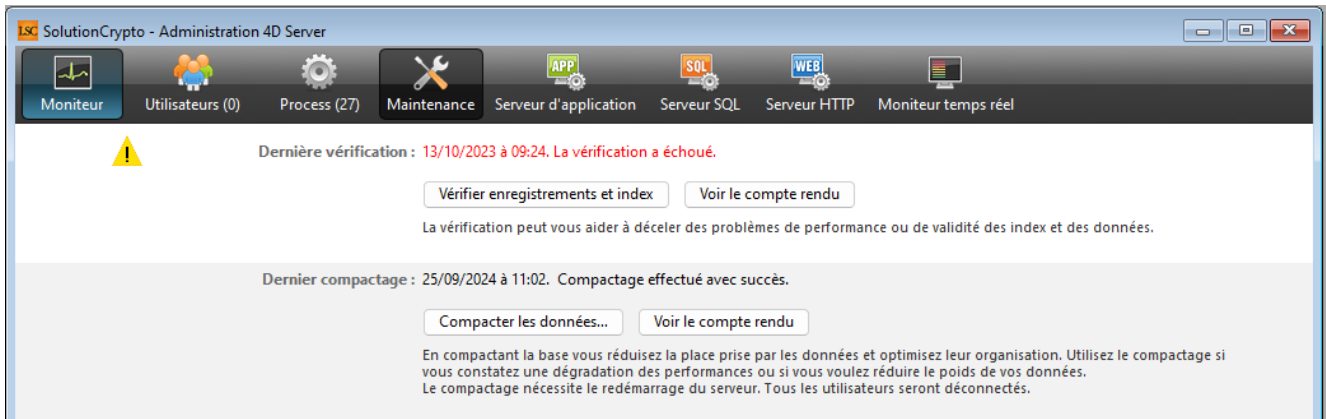 LSC SolutionCrypto - Administration 4D Server
APP SQL WEB
Moniteur Utilisateurs (0) Process (27) Maintenance Serveur d'application Serveur SQL Serveur HTTP Moniteur temps réel
Dernière vérification : 13/10/2023 à 09:24. La vérification a échoué.
Vérifier enregistrements et index Voir le compte rendu
La vérification peut vous aider à déceler des problèmes de performance ou de validité des index et des données.
Dernier compactage : 25/09/2024 à 11:02. Compactage effectué avec succès.
Compacter les données... Voir le compte rendu
En compactant la base vous réduisez la place prise par les données et optimisez leur organisation. Utilisez le compactage si
vous constatez une dégradation des performances ou si vous voulez réduire le poids de vos données.
Le compactage nécessite le redémarrage du serveur. Tous les utilisateurs seront déconnectés.